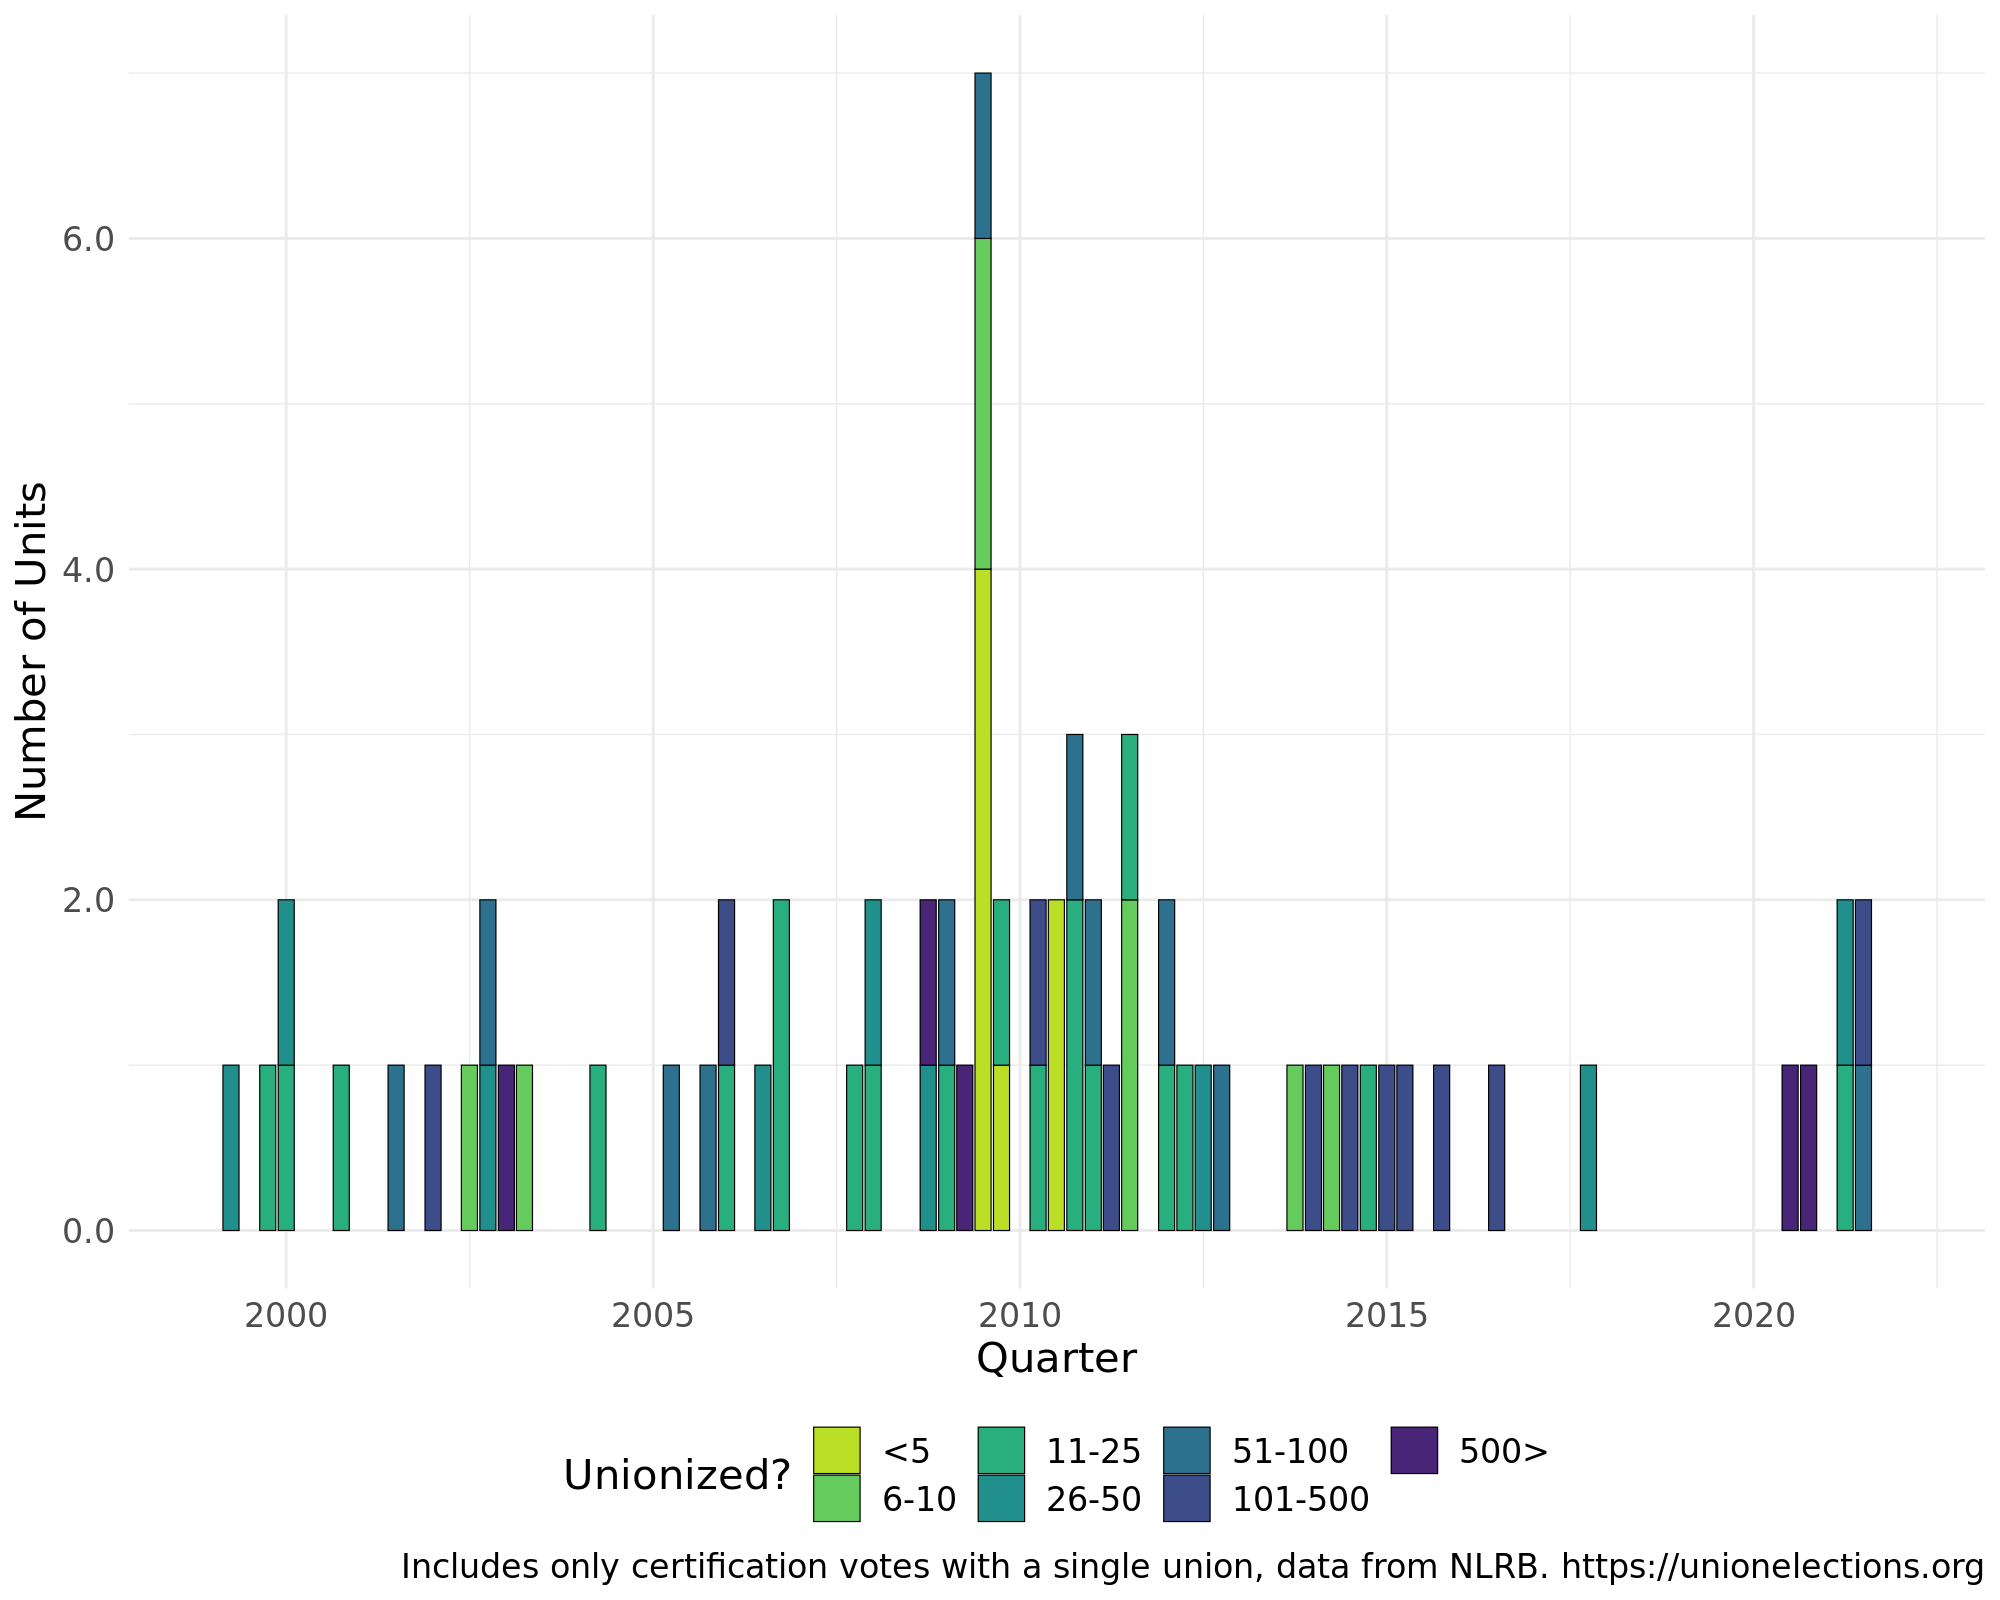 Number of Units
6.0
4.0
2.0
0.0
2000 2005 2010 2015 2020
Quarter
Unionized?
<5 11-25 51-100 500>
6-10 26-50 101-500
Includes only certification votes with a single union, data from NLRB. https://unionelections.org